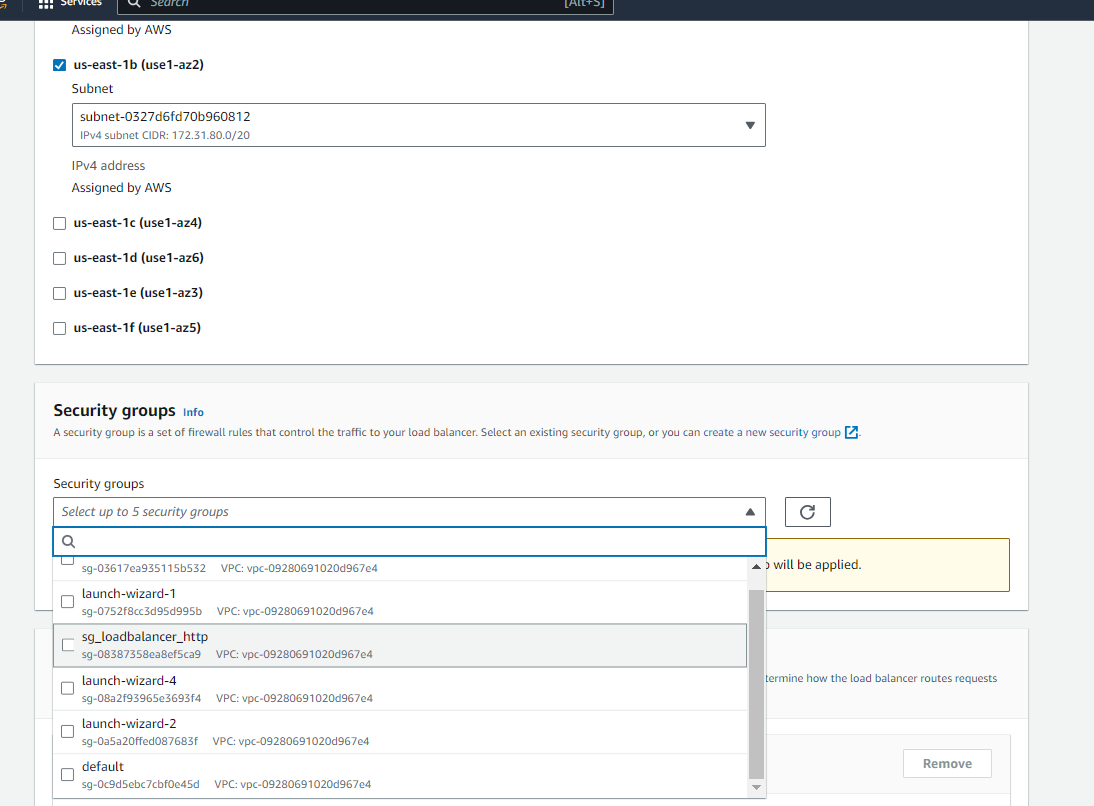 Services
Search
[Alt+S]
Assigned by AWS
us-east-1b (use1-az2)
Subnet
subnet-0327d6fd70b960812
IPv4 subnet CIDR: 172.31.80.0/20
IPv4 address
Assigned by AWS
us-east-1c (use1-az4)
us-east-1d (use1-az6)
us-east-1e (use1-az3)
us-east-1f (use1-az5)
Security groups Info
A security group is a set of firewall rules that control the traffic to your load balancer. Select an existing security group, or you can create a new security group.
Security groups
Select up to 5 security groups
will be applied.
sg-03617ea935115b532 VPC: vpc-09280691020d967e4
launch-wizard-1
sg-0752f8cc3d95d995b VPC: vpc-09280691020d967e4
sg_loadbalancer_http
sg-08387358ea8ef5ca9 VPC: vpc-09280691020d967e4
launch-wizard-4
sg-08a2f93965e3693f4 VPC: vpc-09280691020d967e4
termine how the load balancer routes requests
launch-wizard-2
sg-0a5a20ffed087683f VPC: vpc-09280691020d967e4
default
sg-0c9d5ebc7cbf0e45d VPC: vpc-09280691020d967e4
Remove